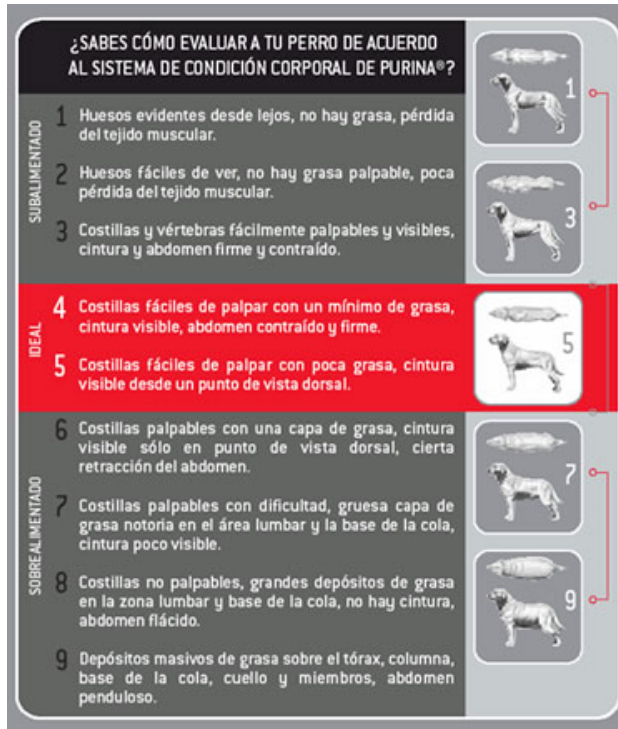 ¿SABES CÓMO EVALUAR A TU PERRO DE ACUERDO
AL SISTEMA DE CONDICIÓN CORPORAL DE PURINA®?
SUBALIMENTADO
1 Huesos evidentes desde lejos, no hay grasa, pérdida
del tejido muscular.
2 Huesos fáciles de ver, no hay grasa palpable, poca
pérdida del tejido muscular.
3 Costillas y vértebras fácilmente palpables y visibles,
cintura y abdomen firme y contraído.
IDEAL
4 Costillas fáciles de palpar con un mínimo de grasa,
cintura visible, abdomen contraído y firme.
5 Costillas fáciles de palpar con poca grasa, cintura
visible desde un punto de vista dorsal.
SOBREALIMENTADO
6 Costillas palpables con una capa de grasa, cintura
visible sólo en punto de vista dorsal, cierta
retracción del abdomen.
7 Costillas palpables con dificultad, gruesa capa de
grasa notoria en el área lumbar y la base de la cola,
cintura poco visible.
8 Costillas no palpables, grandes depósitos de grasa
en la zona lumbar y base de la cola, no hay cintura,
abdomen flácido.
9 Depósitos masivos de grasa sobre el tórax, columna,
base de la cola, cuello y miembros, abdomen
penduloso.
1
3
5
7
9